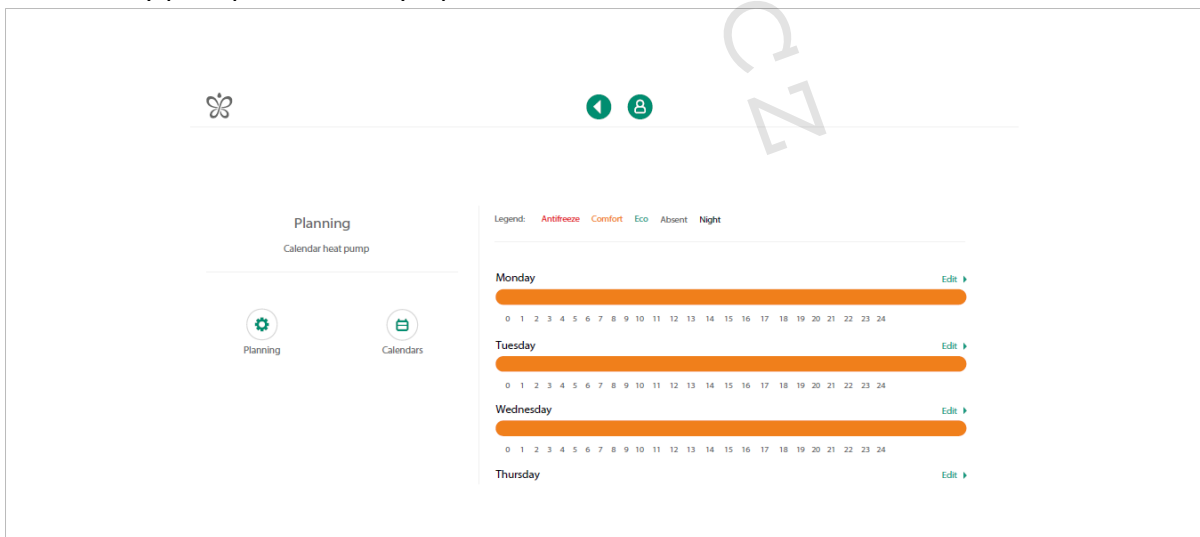 CZ
Planning
Calendar heat pump
Planning Calendars
Legend: Antifreeze Comfort Eco Absent Night
Monday Edit
0 1 2 3 4 5 6 7 8 9 10 11 12 13 14 15 16 17 18 19 20 21 22 23 24
Tuesday Edit
0 1 2 3 4 5 6 7 8 9 10 11 12 13 14 15 16 17 18 19 20 21 22 23 24
Wednesday Edit
0 1 2 3 4 5 6 7 8 9 10 11 12 13 14 15 16 17 18 19 20 21 22 23 24
Thursday Edit